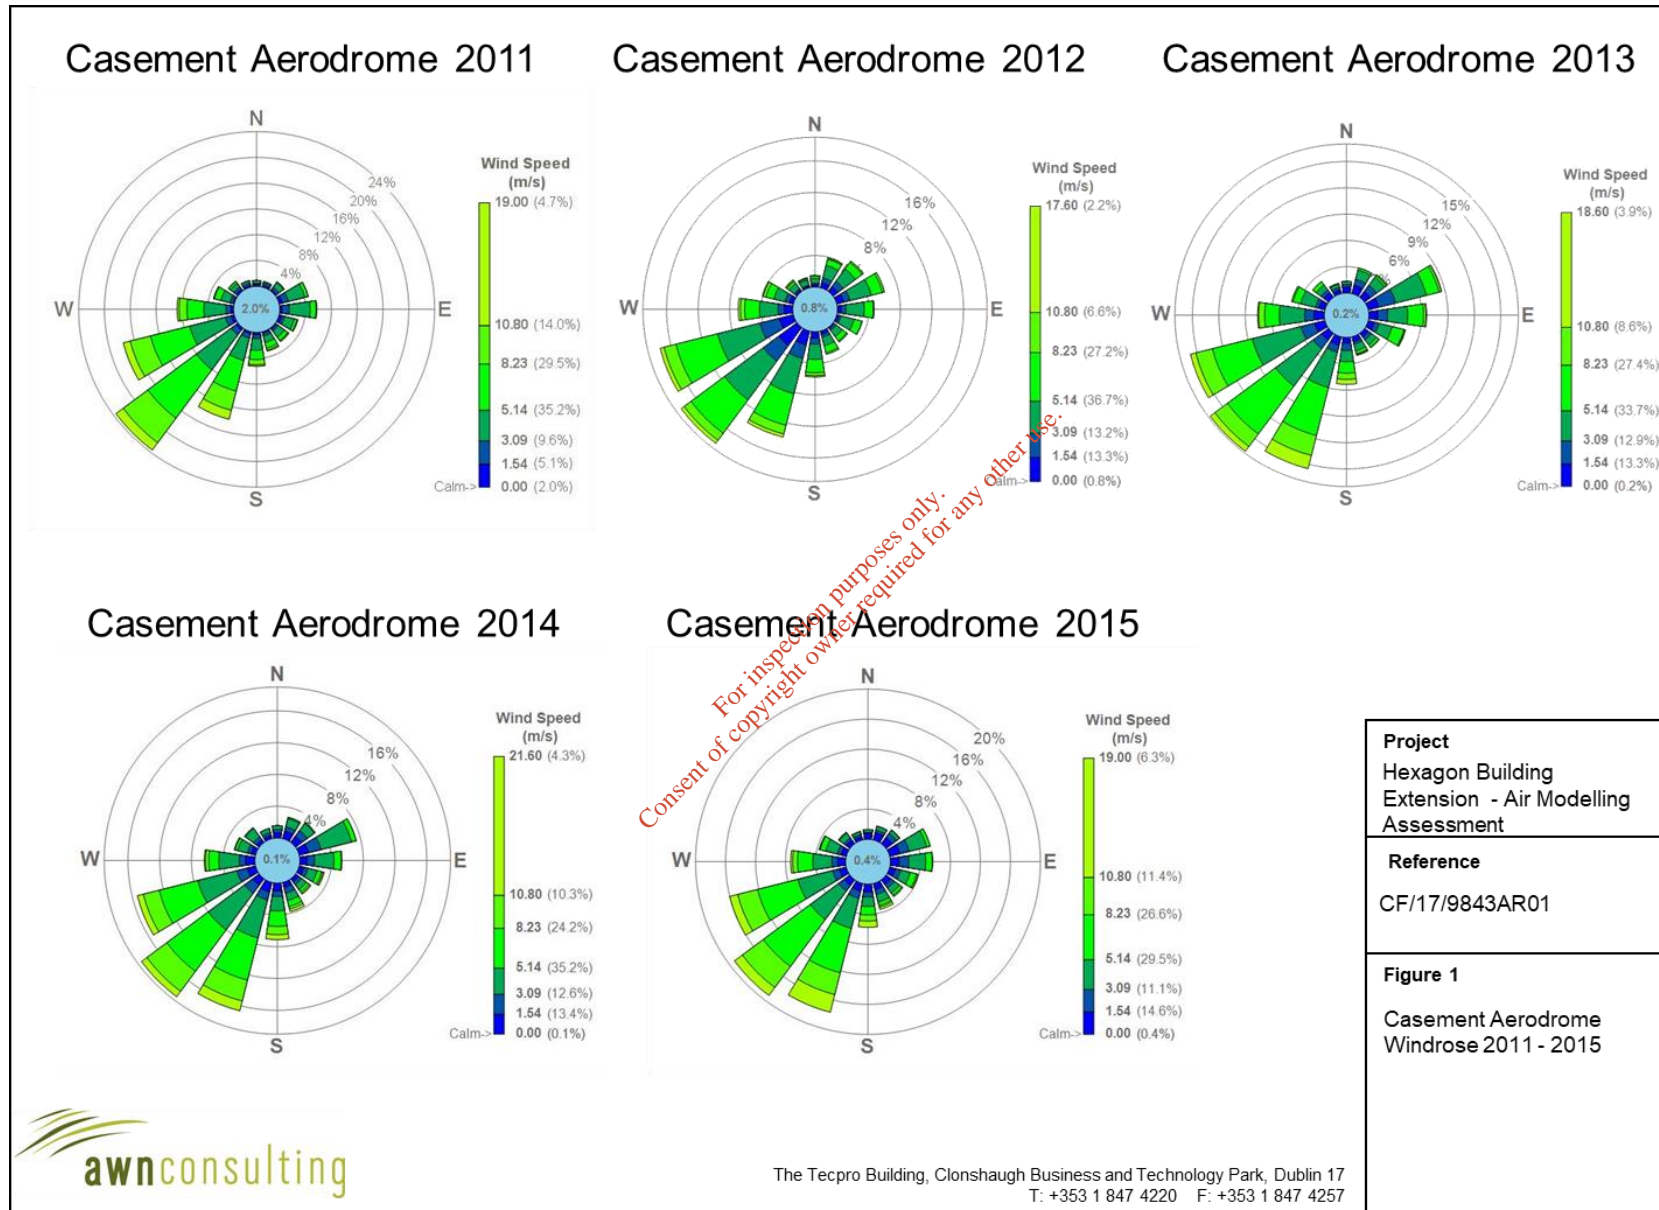 Casement Aerodrome 2011
N
W
E
S
24%
20%
16%
12%
8%
4%
2.0%
Wind Speed
(m/s)
19.00 (4.7%)
10.80 (14.0%)
8.23 (29.5%)
5.14 (35.2%)
3.09 (9.6%)
1.54 (5.1%)
Calm-> 0.00 (2.0%)
Casement Aerodrome 2012
N
W
E
S
16%
12%
8%
0.8%
Wind Speed
(m/s)
17.60 (2.2%)
10.80 (6.6%)
8.23 (27.2%)
5.14 (36.7%)
3.09 (13.2%)
1.54 (13.3%)
Calm-> 0.00 (0.8%)
Casement Aerodrome 2013
N
W
E
S
15%
12%
9%
6%
0.2%
Wind Speed
(m/s)
18.60 (3.9%)
10.80 (8.6%)
8.23 (27.4%)
5.14 (33.7%)
3.09 (12.9%)
1.54 (13.3%)
Calm-> 0.00 (0.2%)
For inspection purposes only.
Consent of copyright owner required for any other use.
Casement Aerodrome 2014
N
W
E
S
16%
12%
8%
4%
0.1%
Wind Speed
(m/s)
21.60 (4.3%)
10.80 (10.3%)
8.23 (24.2%)
5.14 (35.2%)
3.09 (12.6%)
1.54 (13.4%)
Calm-> 0.00 (0.1%)
Casement Aerodrome 2015
N
W
E
S
20%
16%
12%
8%
4%
0.4%
Wind Speed
(m/s)
19.00 (6.3%)
10.80 (11.4%)
8.23 (26.6%)
5.14 (29.5%)
3.09 (11.1%)
1.54 (14.6%)
Calm-> 0.00 (0.4%)
Project
Hexagon Building
Extension - Air Modelling
Assessment
Reference
CF/17/9843AR01
Figure 1
Casement Aerodrome
Windrose 2011 - 2015
awnconsulting
The Tecpro Building, Clonshaugh Business and Technology Park, Dublin 17
T: +353 1 847 4220 F: +353 1 847 4257